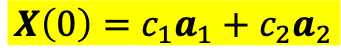 𝑿(0) = 𝑐₁𝒂₁ + 𝑐₂𝒂₂